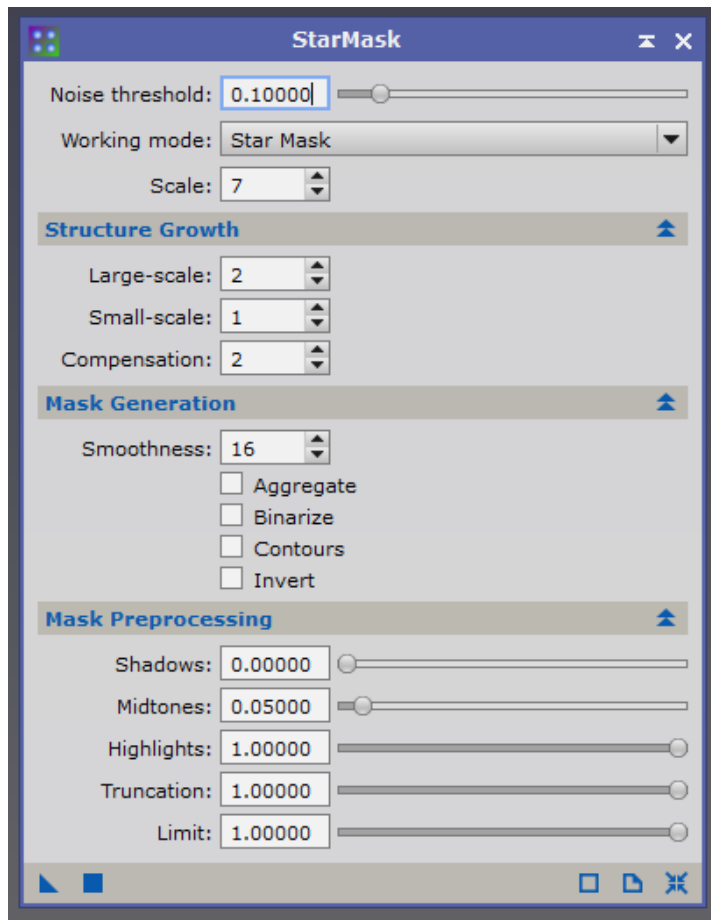 StarMask
Noise threshold: 0.10000
Working mode: Star Mask
Scale: 7
Structure Growth
Large-scale: 2
Small-scale: 1
Compensation: 2
Mask Generation
Smoothness: 16
Aggregate
Binarize
Contours
Invert
Mask Preprocessing
Shadows: 0.00000
Midtones: 0.05000
Highlights: 1.00000
Truncation: 1.00000
Limit: 1.00000